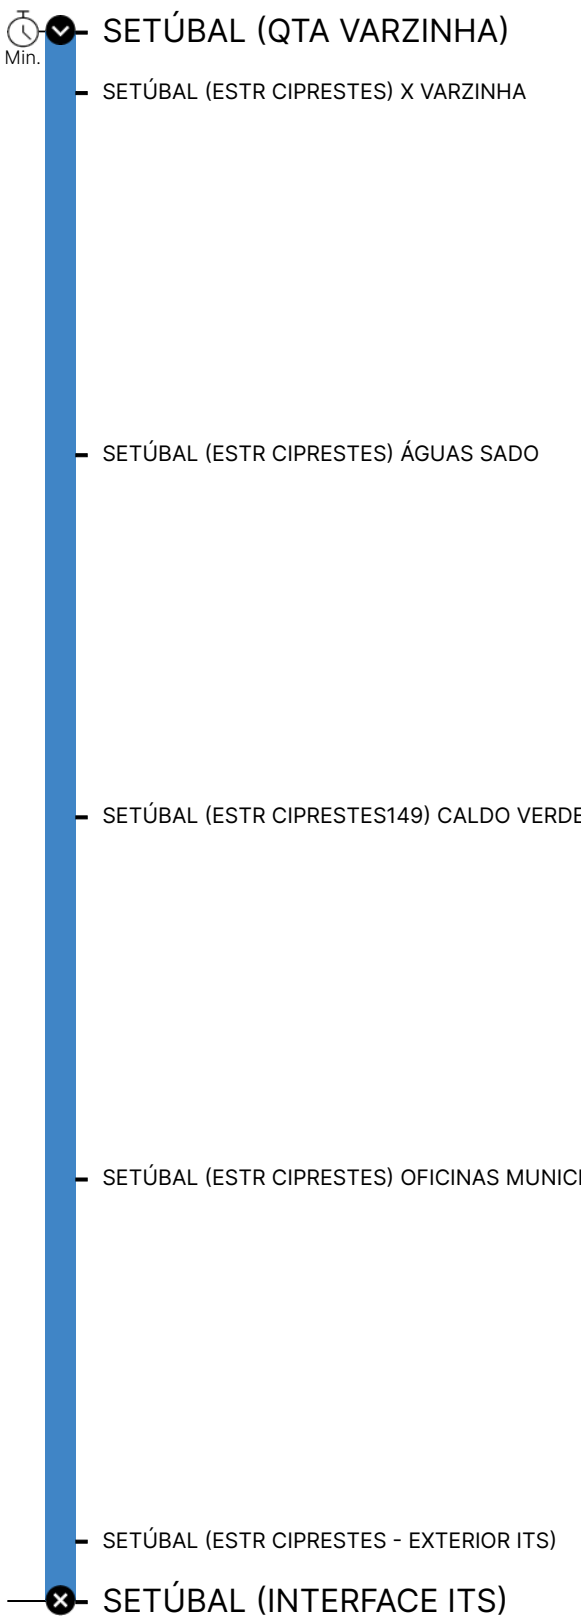 SETÚBAL (QTA VARZINHA)
Min.
SETÚBAL (ESTR CIPRESTES) X VARZINHA
SETÚBAL (ESTR CIPRESTES) ÁGUAS SADO
SETÚBAL (ESTR CIPRESTES149) CALDO VERDE
SETÚBAL (ESTR CIPRESTES) OFICINAS
SETÚBAL (ESTR CIPRESTES - EXTERIOR ITS)
SETÚBAL (INTERFACE ITS)